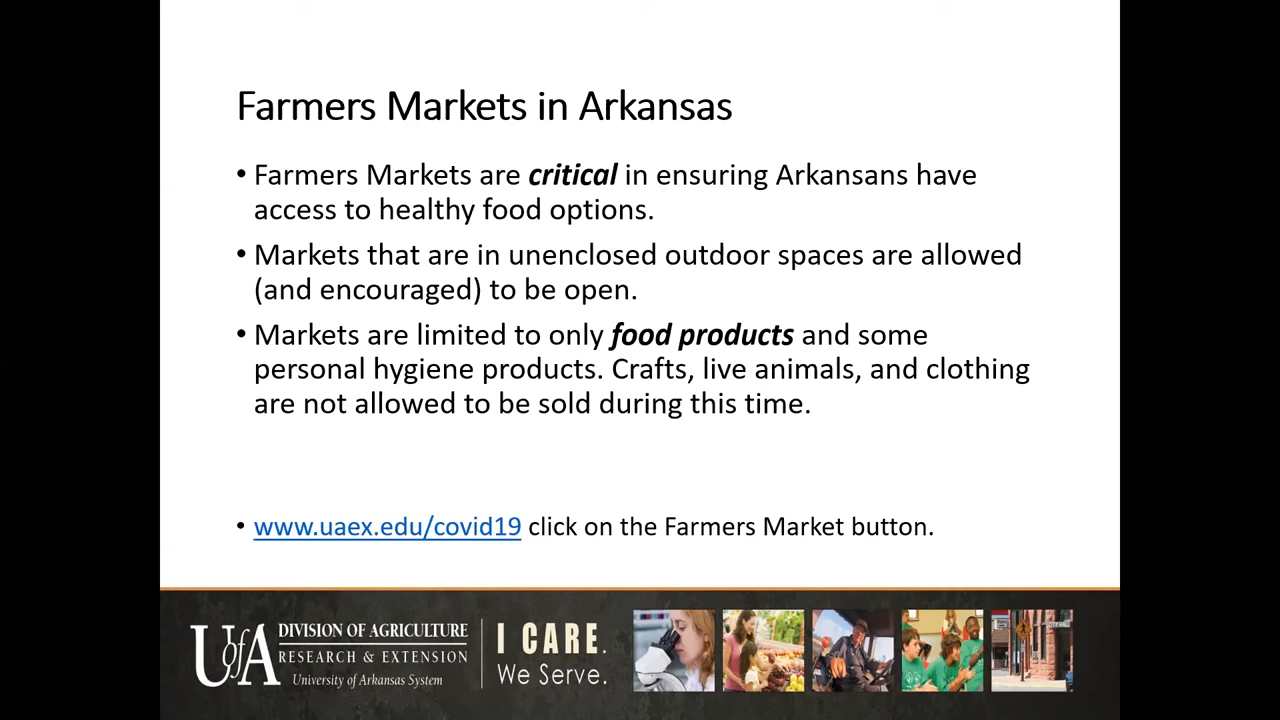 Farmers Markets in Arkansas
• Farmers Markets are critical in ensuring Arkansans have
access to healthy food options.
• Markets that are in unenclosed outdoor spaces are allowed
(and encouraged) to be open.
• Markets are limited to only food products and some
personal hygiene products. Crafts, live animals, and clothing
are not allowed to be sold during this time.
• www.uaex.edu/covid19 click on the Farmers Market button.
UofA
DIVISION OF AGRICULTURE
RESEARCH & EXTENSION
University of Arkansas System
I CARE.
We Serve.